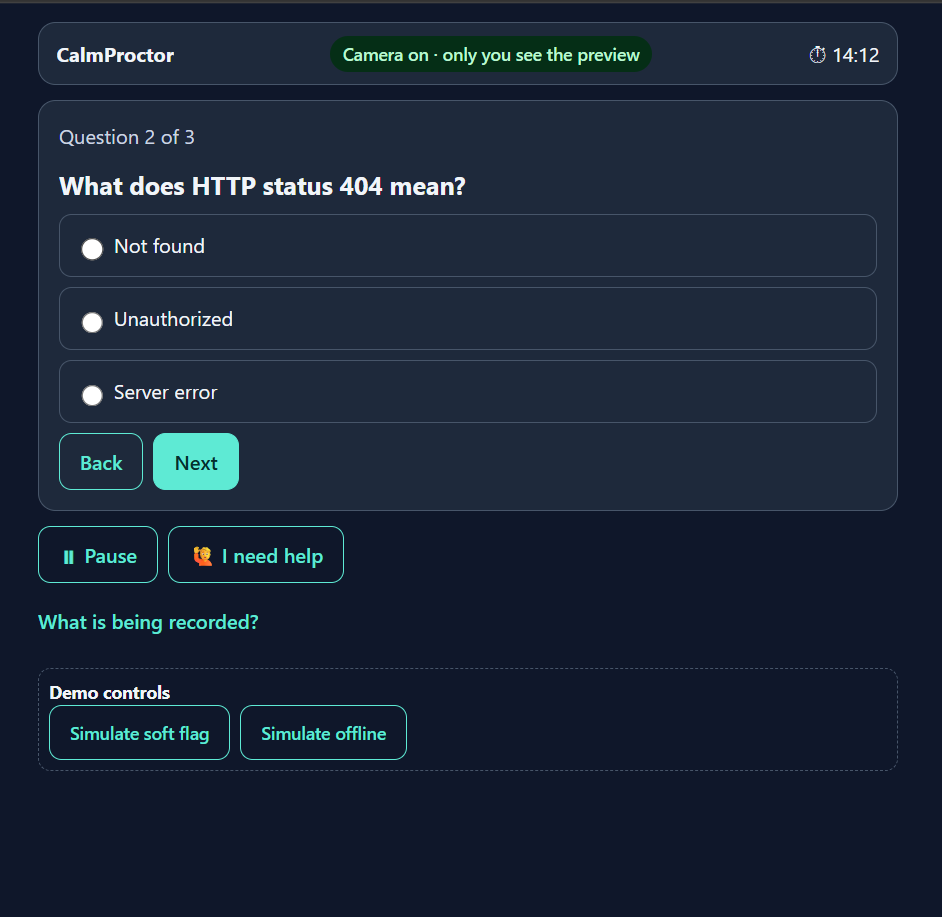 CalmProctor
Camera on · only you see the preview
⏱ 14:12
Question 2 of 3
What does HTTP status 404 mean?
Not found
Unauthorized
Server error
Back
Next
⏸ Pause
🙋 I need help
What is being recorded?
Demo controls
Simulate soft flag
Simulate offline